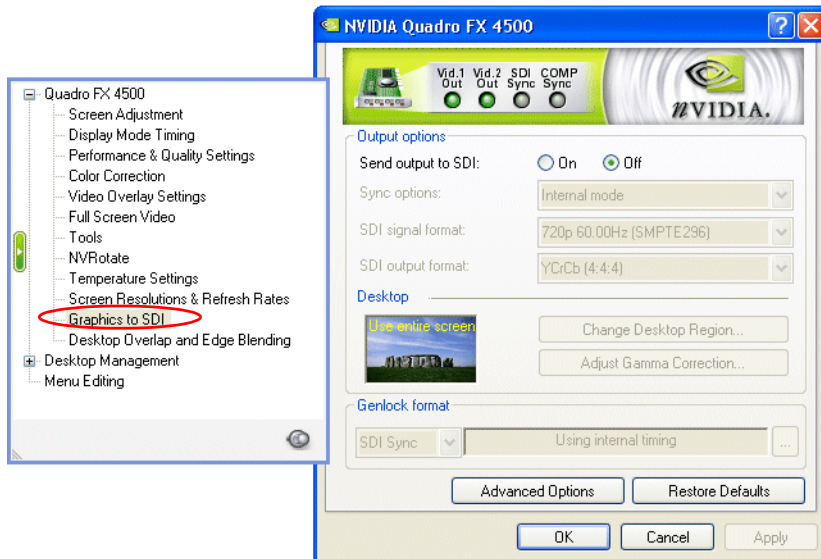 Quadro FX 4500
Screen Adjustment
Display Mode Timing
Performance & Quality Settings
Color Correction
Video Overlay Settings
Full Screen Video
Tools
NVRotate
Temperature Settings
Screen Resolutions & Refresh Rates
Graphics to SDI
Desktop Overlap and Edge Blending
Desktop Management
Menu Editing
NVIDIA Quadro FX 4500
Vid.1 Out
Vid.2 Out
SDI Sync
COMP Sync
nVIDIA.
Output options
Send output to SDI: On Off
Sync options: Internal mode
SDI signal format: 720p 60.00Hz (SMPTE296)
SDI output format: YCrCb (4:4:4)
Desktop
Use entire screen
Change Desktop Region...
Adjust Gamma Correction...
Genlock format
SDI Sync Using internal timing ...
Advanced Options Restore Defaults
OK Cancel Apply